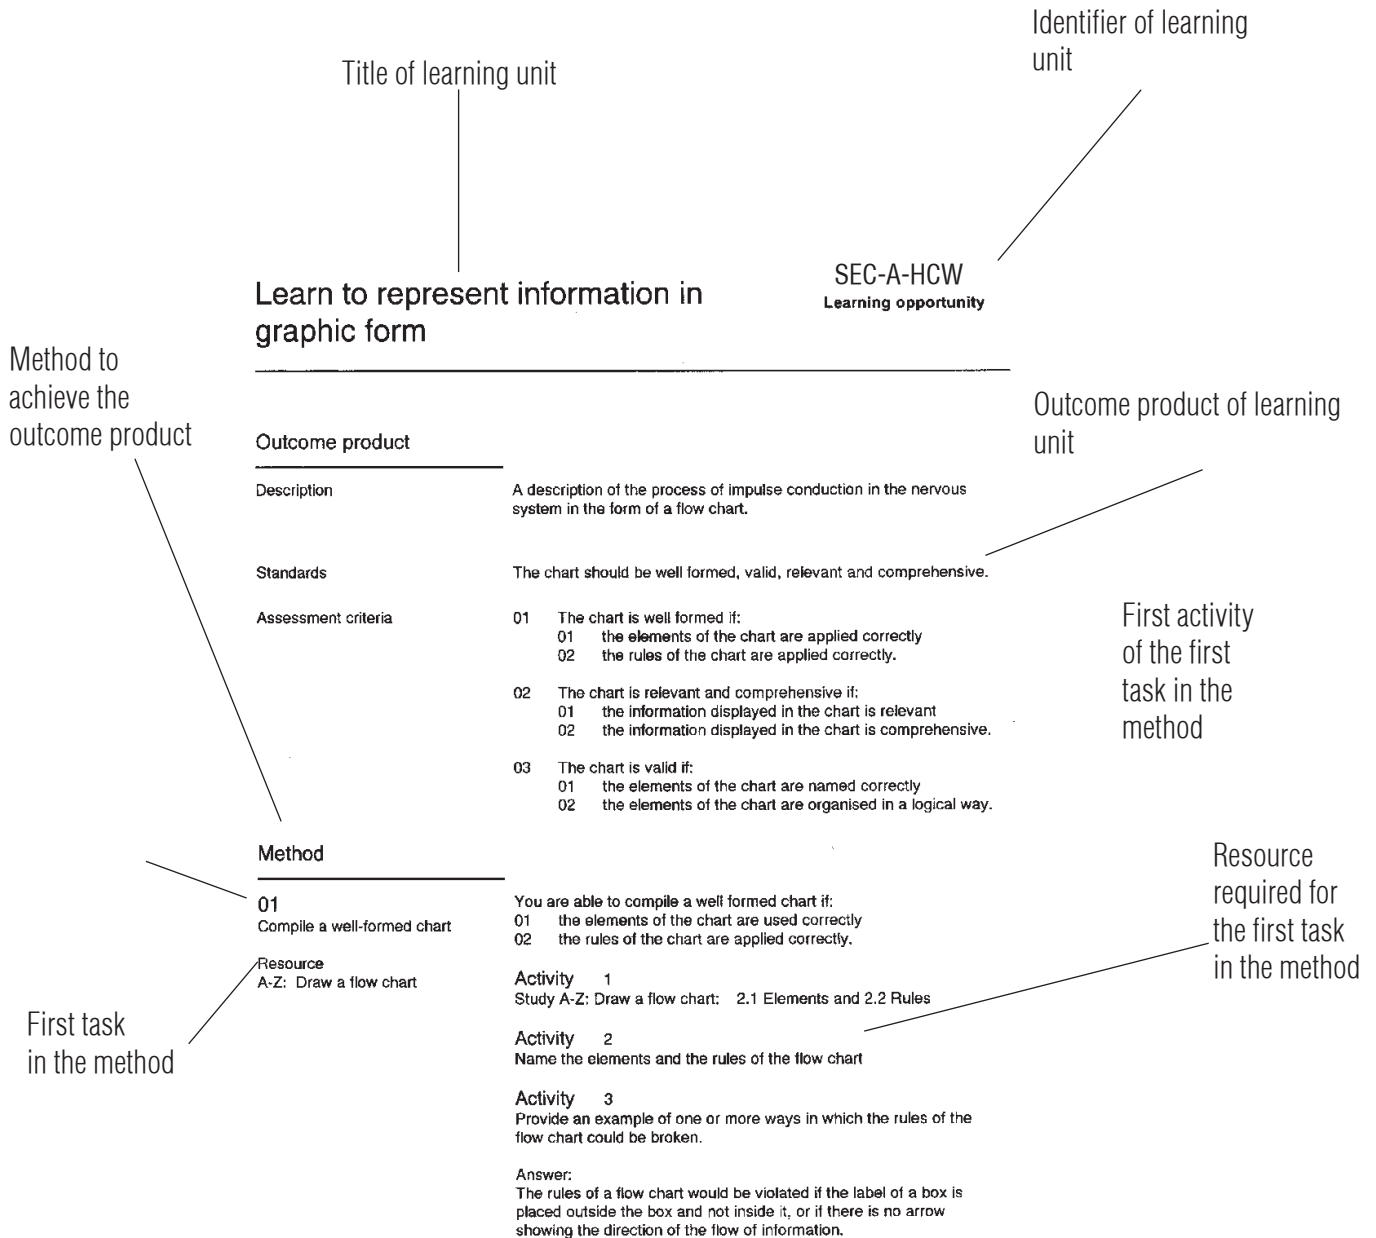 Identifier of learning
unit
Title of learning unit
SEC-A-HCW
Learning opportunity
Learn to represent information in
graphic form
Method to
achieve the
outcome product
Outcome product of learning
unit
Outcome product
Description
A description of the process of impulse conduction in the nervous
system in the form of a flow chart.
Standards
The chart should be well formed, valid, relevant and comprehensive.
Assessment criteria
01 The chart is well formed if:
01 the elements of the chart are applied correctly
02 the rules of the chart are applied correctly.
02 The chart is relevant and comprehensive if:
01 the information displayed in the chart is relevant
02 the information displayed in the chart is comprehensive.
03 The chart is valid if:
01 the elements of the chart are named correctly
02 the elements of the chart are organised in a logical way.
First activity
of the first
task in the
method
Method
01
Compile a well-formed chart
Resource
A-Z: Draw a flow chart
You are able to compile a well formed chart if:
01 the elements of the chart are used correctly
02 the rules of the chart are applied correctly.
Activity 1
Study A-Z: Draw a flow chart: 2.1 Elements and 2.2 Rules
Activity 2
Name the elements and the rules of the flow chart
Activity 3
Provide an example of one or more ways in which the rules of the
flow chart could be broken.
Answer:
The rules of a flow chart would be violated if the label of a box is
placed outside the box and not inside it, or if there is no arrow
showing the direction of the flow of information.
Resource
required for
the first task
in the method
First task
in the method